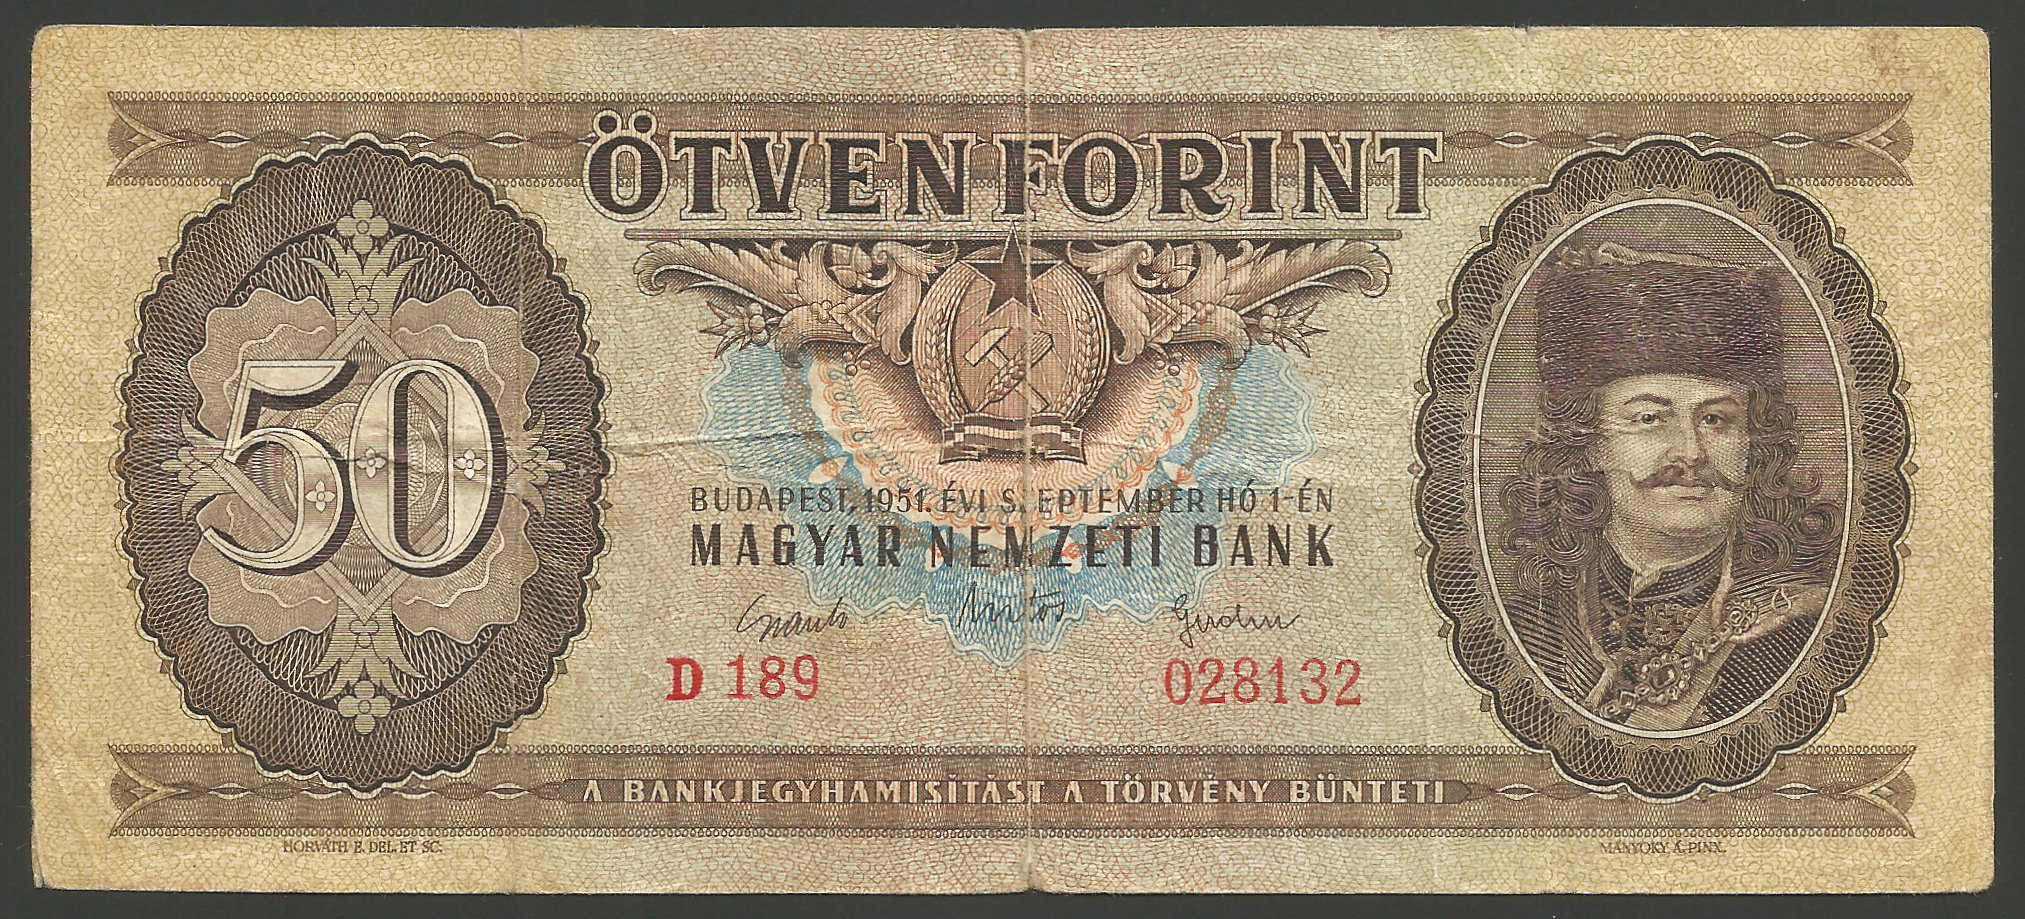 ÖTVEN FORINT
50
BUDAPEST, 1951. ÉVI S. EPTEMBER HÓ 1-ÉN
MAGYAR NEMZETI BANK
D 189 028132
A BANKJEGYHAMISÍTÁST A TÖRVÉNY BÜNTETI
HORVÁTH E. DEL. ET SC. MÁNYOKY Á. PINX.